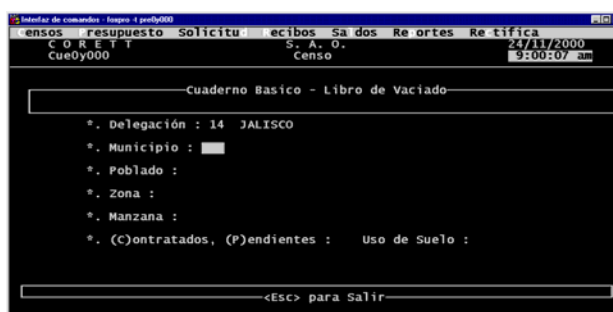 Interfaz de comandos - foxpro -t pre0y000
ensos resupuesto Solicitu ecibos Sa dos Re ortes Re tifica
C O R E T T S. A. O. 24/11/2000
Cue0y000 Censo 9:00:07 am
Cuaderno Basico - Libro de Vaciado
*. Delegación : 14 JALISCO
*. Municipio :
*. Poblado :
*. Zona :
*. Manzana :
*. (C)ontratados, (P)endientes : Uso de Suelo :
<Esc> para Salir